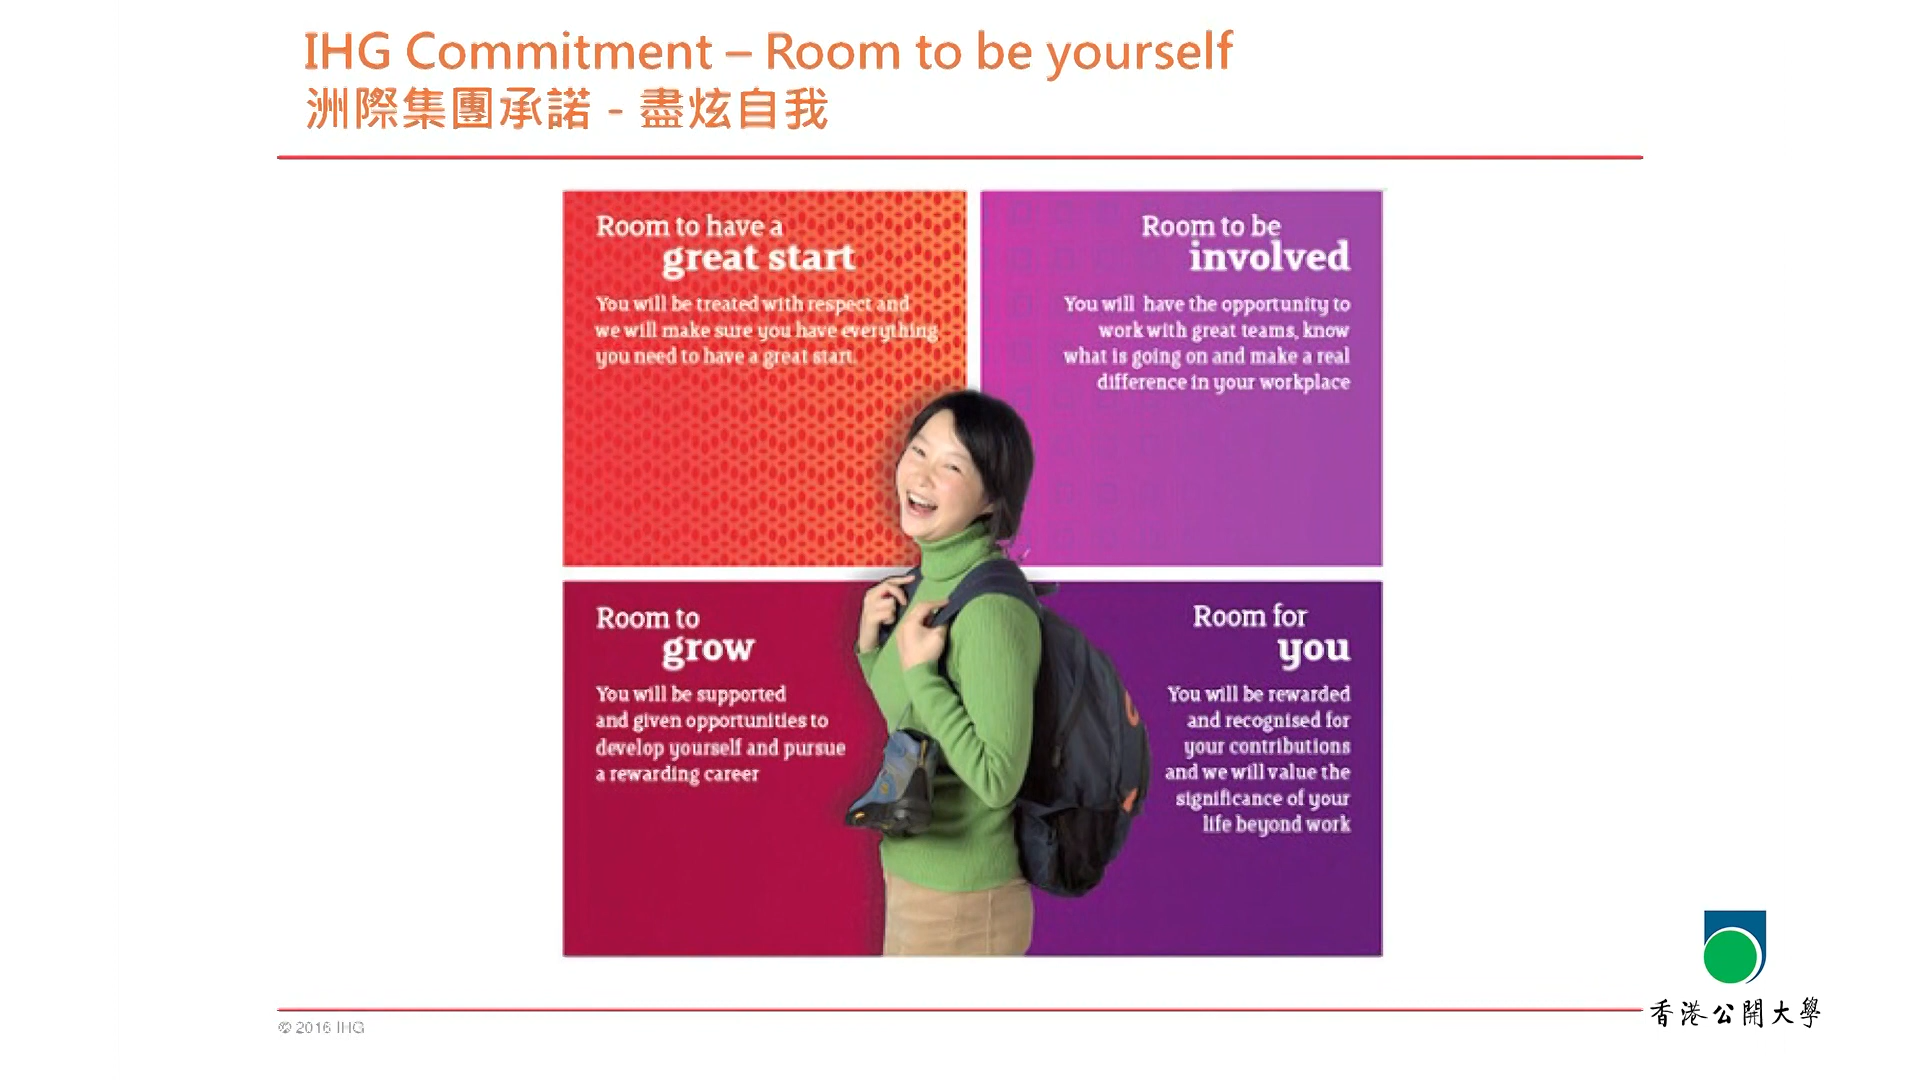 IHG Commitment – Room to be yourself
洲際集團承諾 - 盡炫自我
Room to have a
great start
You will be treated with respect and
we will make sure you have everything
you need to have a great start.
Room to be
involved
You will have the opportunity to
work with great teams, know
what is going on and make a real
difference in your workplace
Room to
grow
You will be supported
and given opportunities to
develop yourself and pursue
a rewarding career
Room for
you
You will be rewarded
and recognised for
your contributions
and we will value the
significance of your
life beyond work
© 2016 IHG
香港公開大學